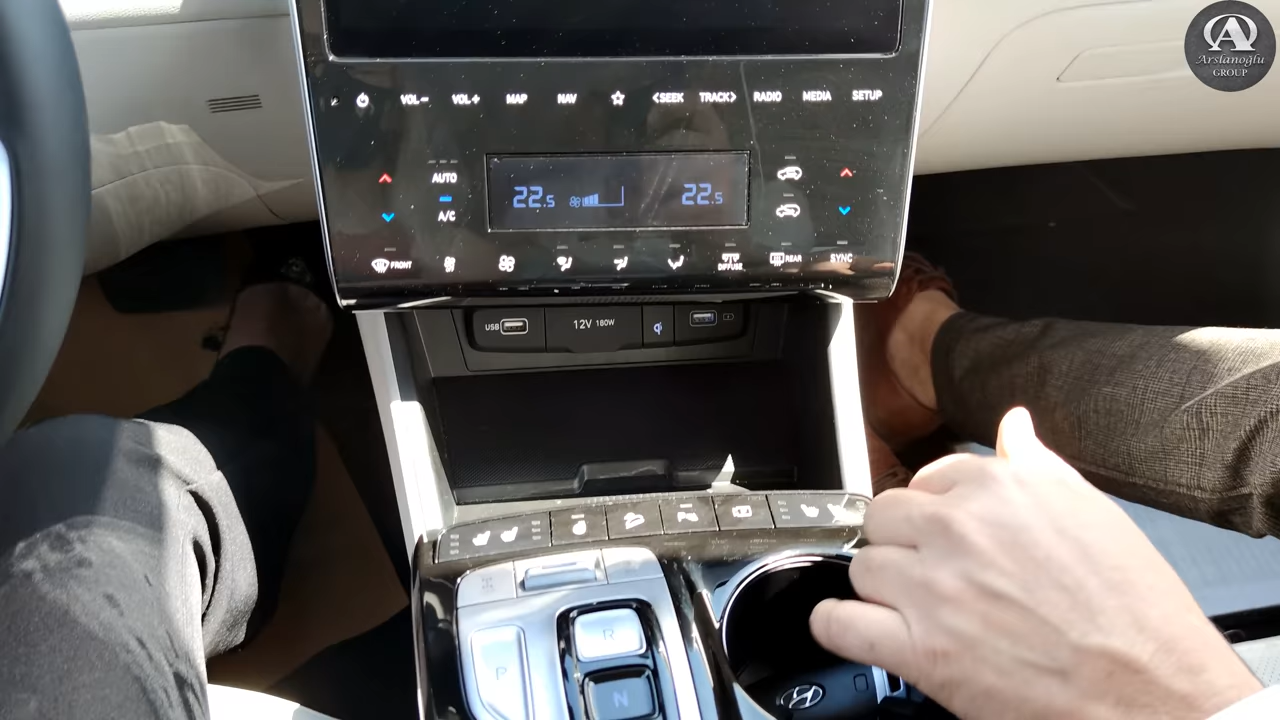 A
Arslanoğlu
GROUP
VOL- VOL+ MAP NAV <SEEK TRACK> RADIO MEDIA SETUP
AUTO
22.5 22.5
A/C
FRONT DIFFUSE REAR SYNC
USB 12V 180W
P R
N